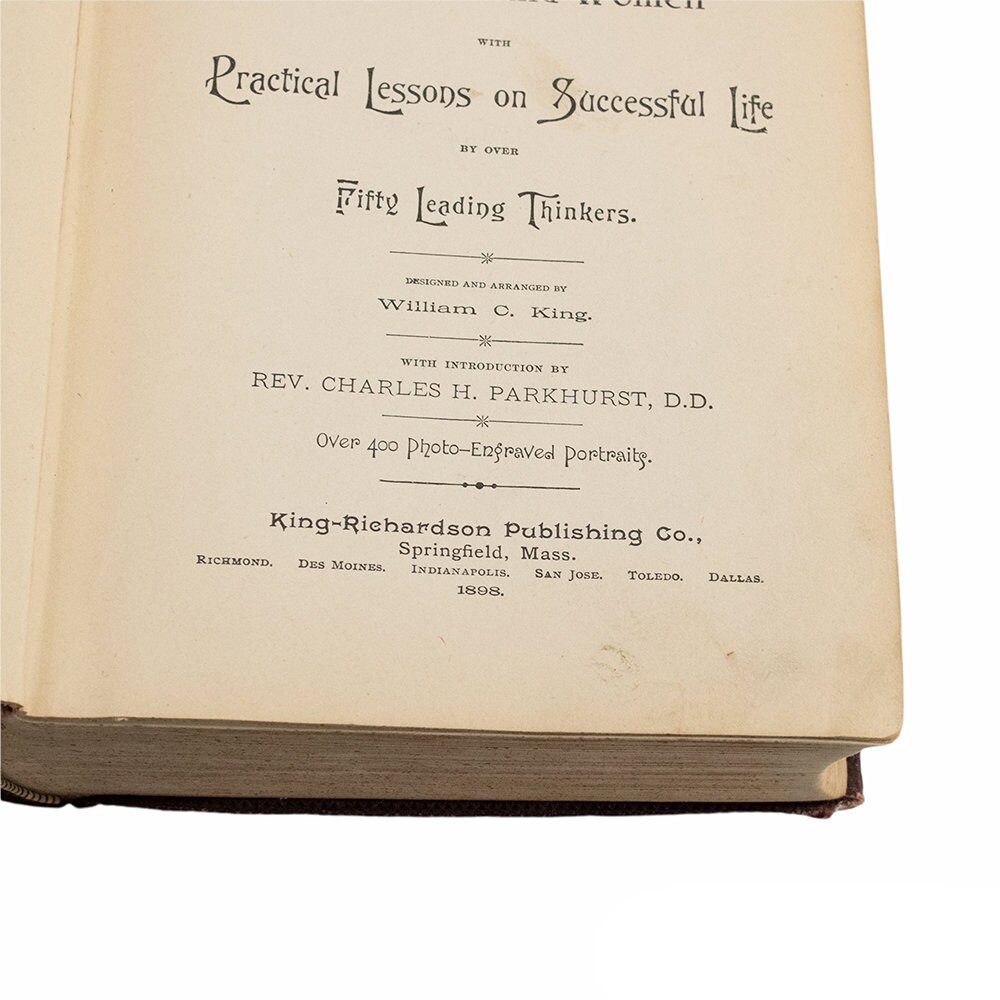 Women
WITH
Practical Lessons on Successful Life
BY OVER
Fifty Leading Thinkers.
DESIGNED AND ARRANGED BY
William C. King.
WITH INTRODUCTION BY
REV. CHARLES H. PARKHURST, D.D.
Over 400 Photo-Engraved Portraits.
King-Richardson Publishing Co.,
Springfield, Mass.
RICHMOND. DES MOINES. INDIANAPOLIS. SAN JOSE. TOLEDO. DALLAS.
1898.